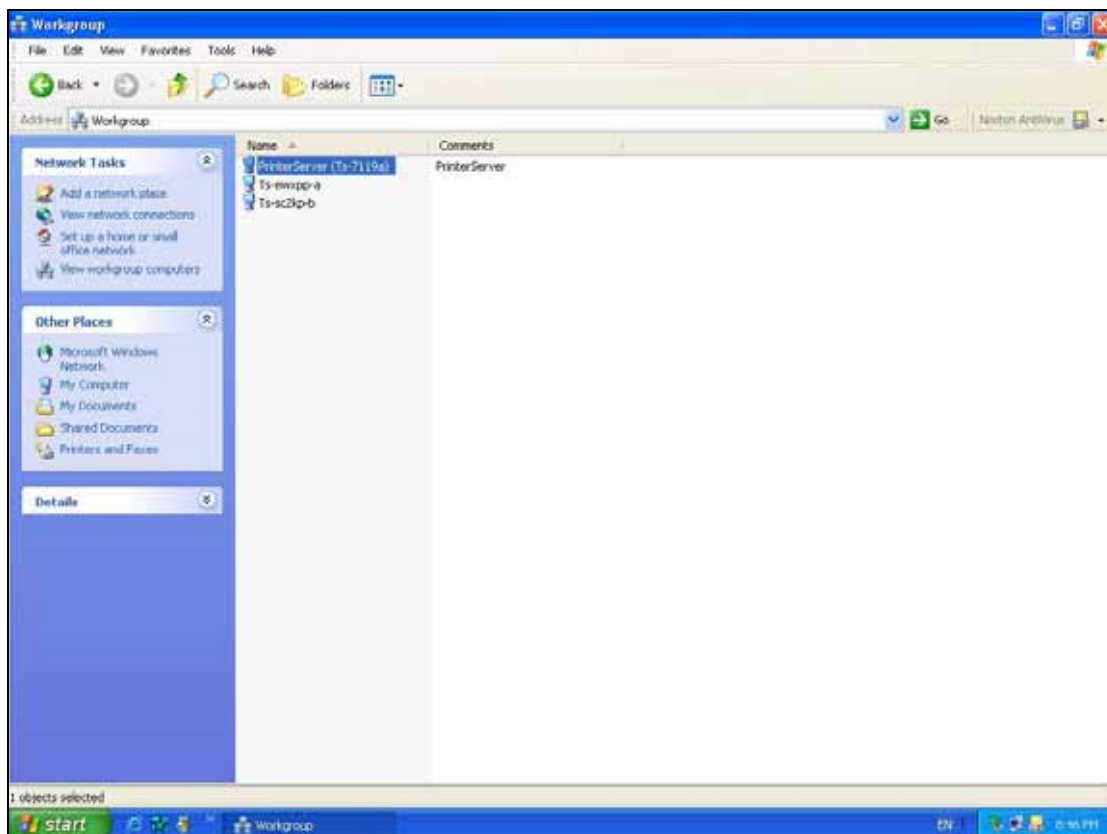 Workgroup
File Edit View Favorites Tools Help
Back Search Folders
Address Workgroup Go Norton AntiVirus
Network Tasks
Add a network place
View network connections
Set up a home or small
office network
View workgroup computers
Other Places
Microsoft Windows
Network
My Computer
My Documents
Shared Documents
Printers and Faxes
Details
Name Comments
PrinterServer (Ts-7119a) PrinterServer
Ts-mwxpp-a
Ts-sc2kp-b
1 objects selected
start Workgroup EN